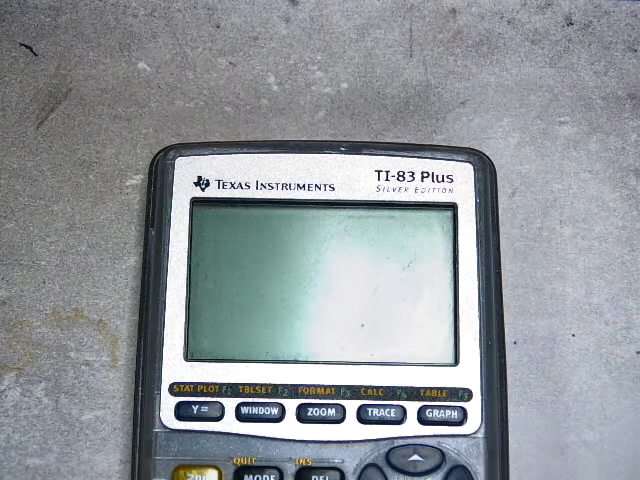 TEXAS INSTRUMENTS
TI-83 Plus
SILVER EDITION
STAT PLOT F1 TBLSET F2 FORMAT F3 CALC F4 TABLE F5
Y= WINDOW ZOOM TRACE GRAPH
QUIT INS
2nd MODE DEL